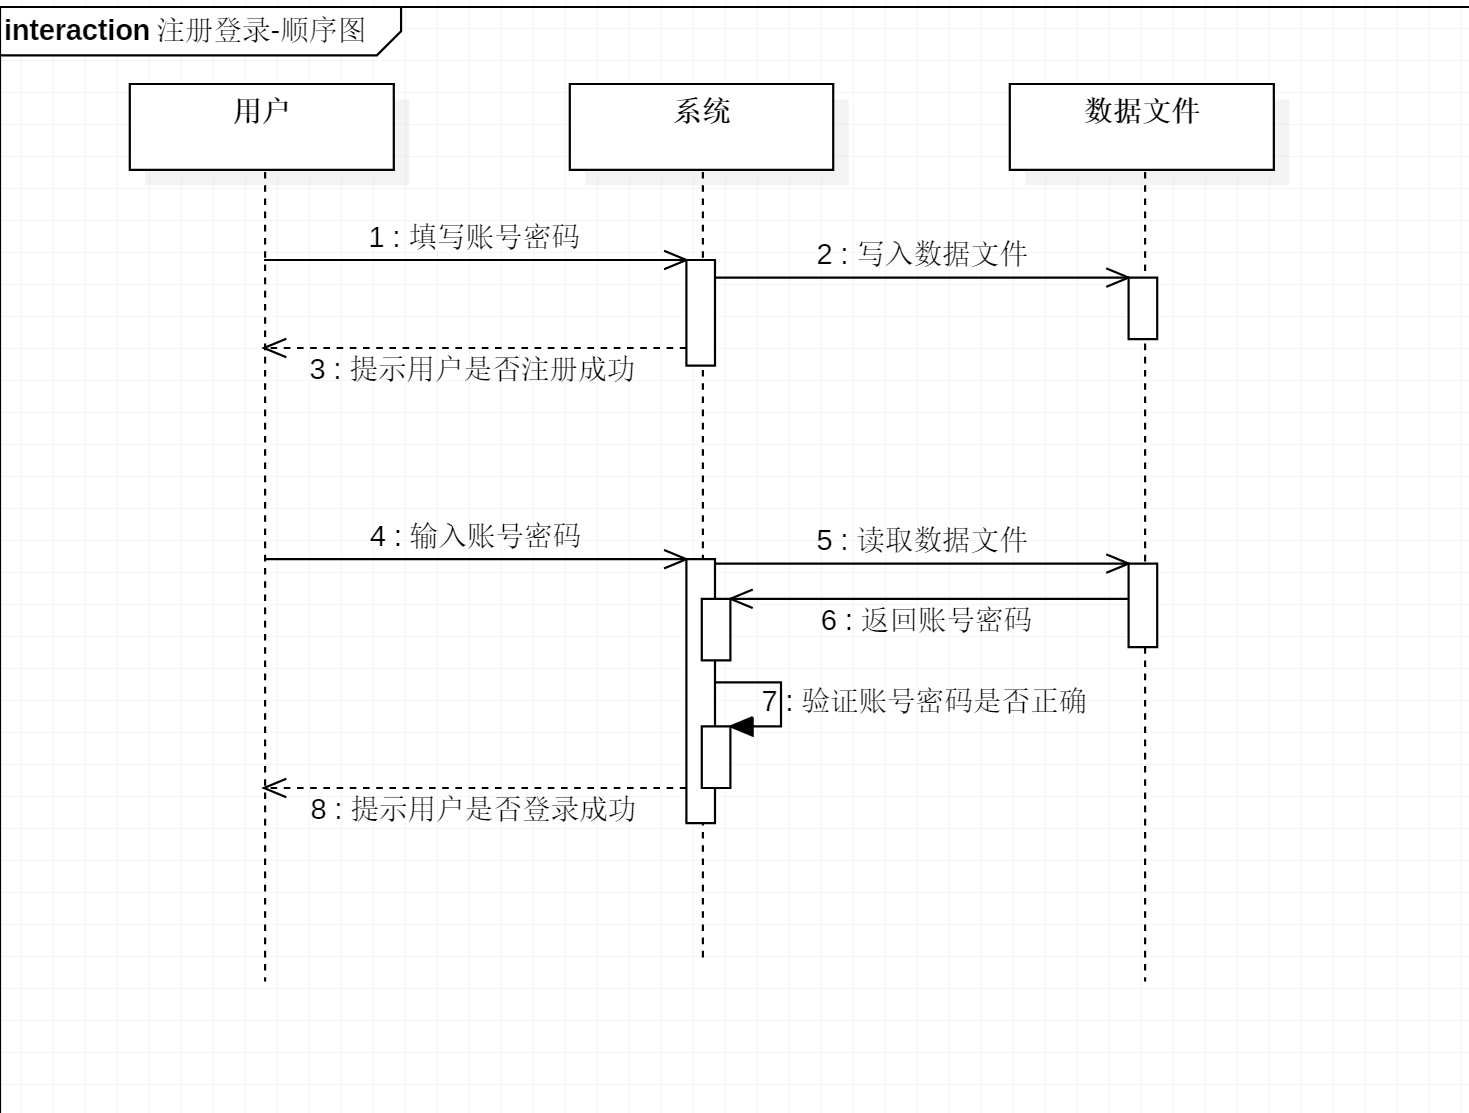 interaction 注册登录-顺序图
用户
系统
数据文件
1 : 填写账号密码
2 : 写入数据文件
3 : 提示用户是否注册成功
4 : 输入账号密码
5 : 读取数据文件
6 : 返回账号密码
7 : 验证账号密码是否正确
8 : 提示用户是否登录成功